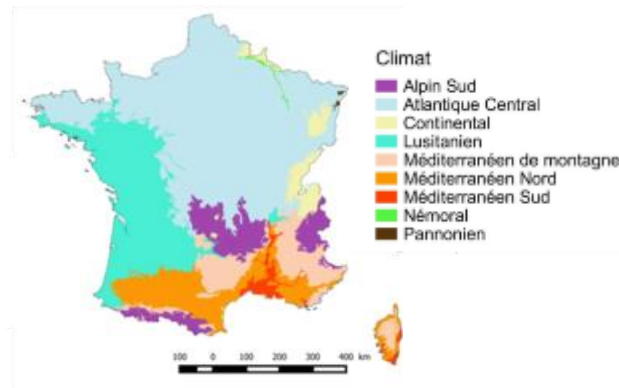 Climat
Alpin Sud
Atlantique Central
Continental
Lusitanien
Méditerranéen de montagne
Méditerranéen Nord
Méditerranéen Sud
Némoral
Pannonien
100 0 100 200 300 400 km